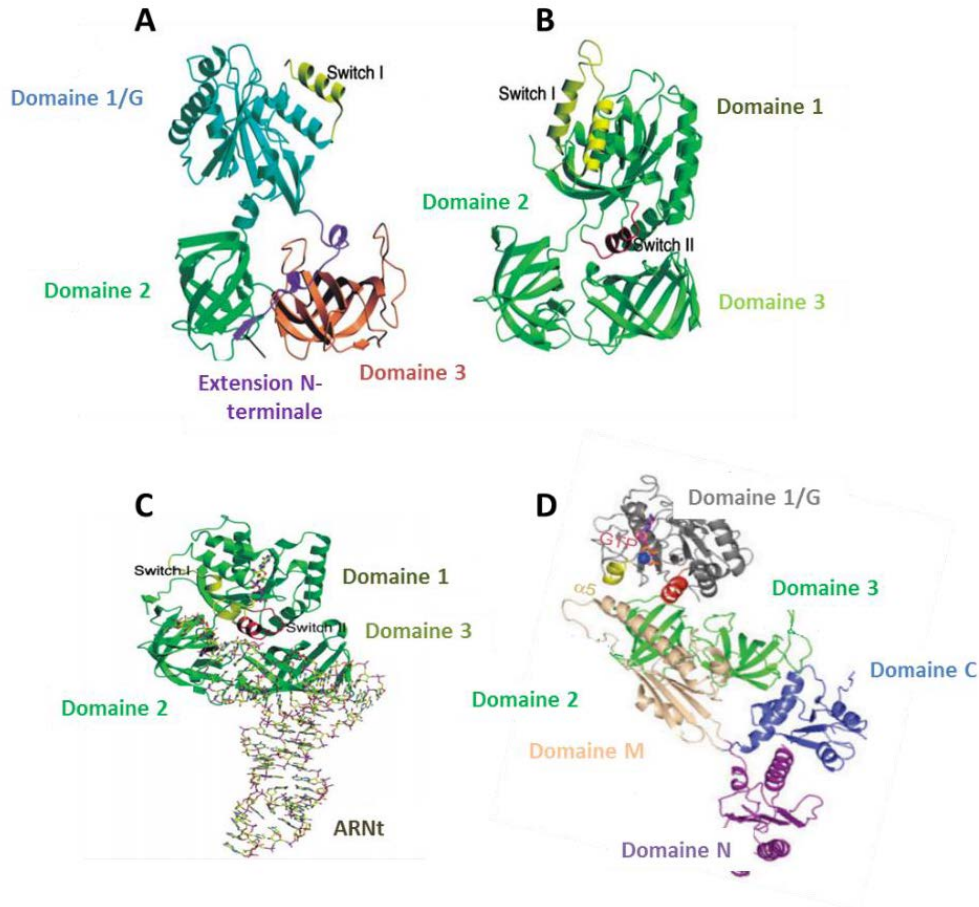 A
B
Switch I
Domaine 1/G
Switch I
Domaine 1
Domaine 2
Switch II
Domaine 2
Domaine 3
Domaine 3
Extension N-
terminale
C
D
Domaine 1/G
GTP
Switch I
Domaine 1
α5
Domaine 3
Switch II
Domaine 3
Domaine C
Domaine 2
Domaine 2
Domaine M
ARNt
Domaine N